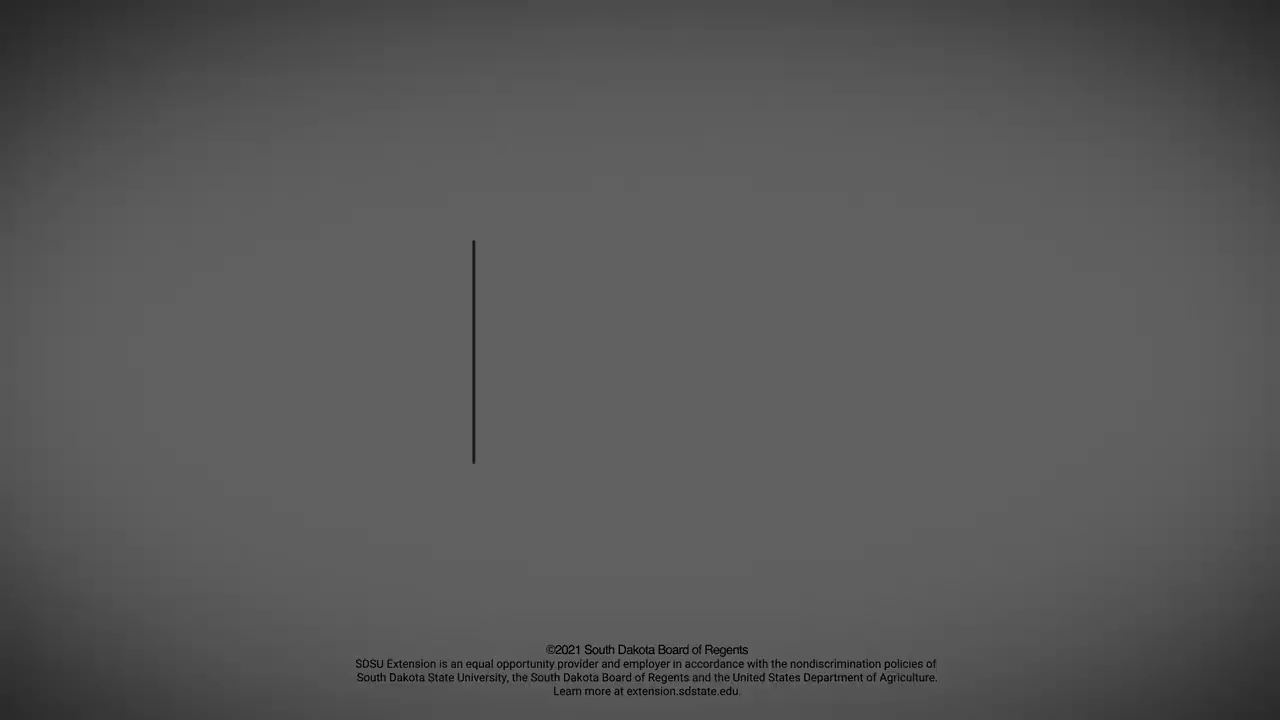 ©2021 South Dakota Board of Regents
SDSU Extension is an equal opportunity provider and employer in accordance with the nondiscrimination policies of
South Dakota State University, the South Dakota Board of Regents and the United States Department of Agriculture.
Learn more at extension.sdstate.edu.